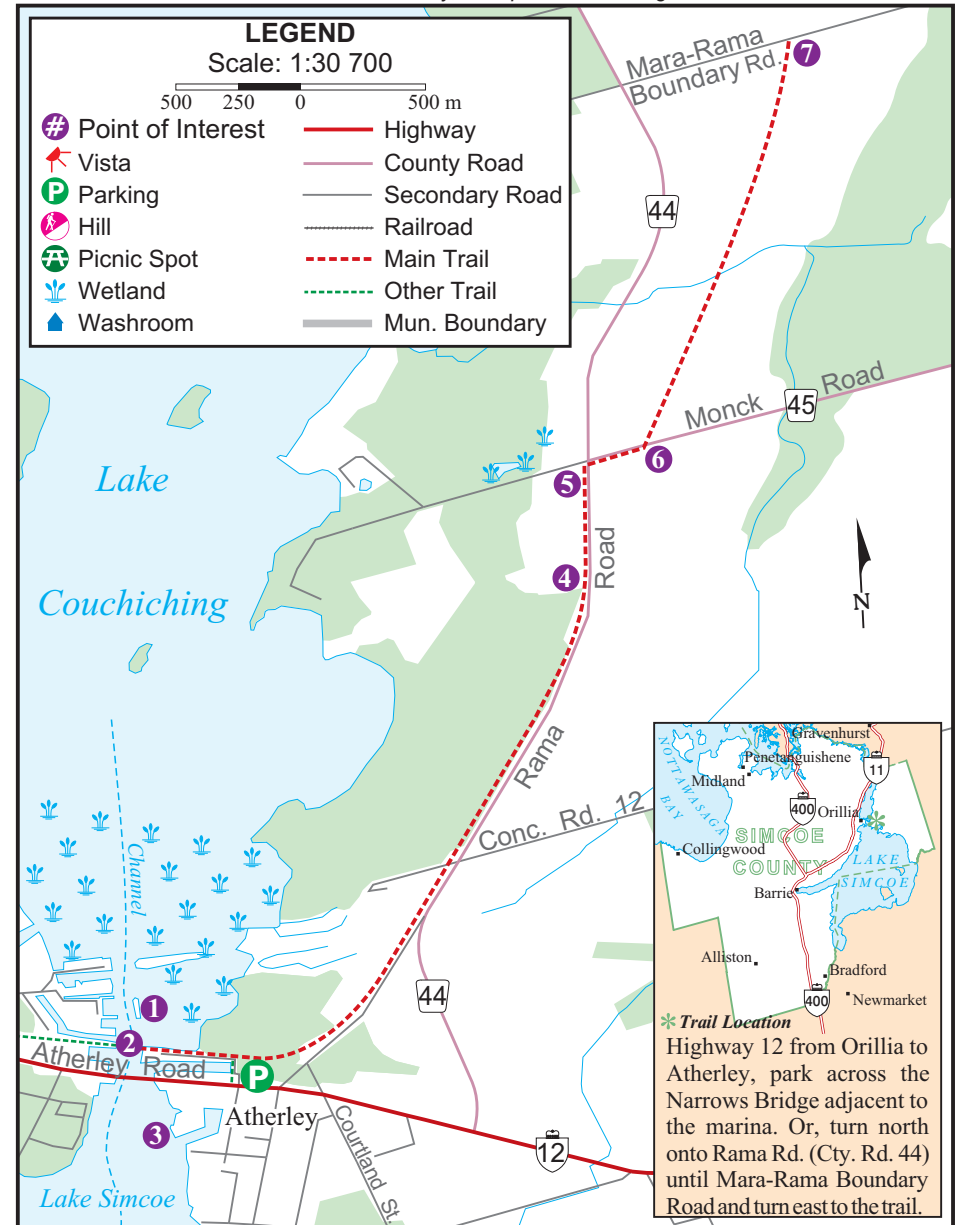 LEGEND
Scale: 1:30 700
500 250 0 500 m
# Point of Interest
Vista
P Parking
Hill
Picnic Spot
Wetland
Washroom
Highway
County Road
Secondary Road
Railroad
Main Trail
Other Trail
Mun. Boundary
Mara-Rama
Boundary Rd.
7
44
Monck
45
Road
6
5
4
Road
Lake
Couchiching
N
Rama
Conc. Rd. 12
Channel
44
1
2
Atherley Road
P
Atherley
3
Courtland St.
12
Lake Simcoe
Gravenhurst
NOTTAWASAGA
BAY
Penetanguishene
Midland
11
400
Orillia
SIMCOE
COUNTY
Collingwood
LAKE
SIMCOE
Barrie
Alliston
Bradford
400
Newmarket
Trail Location
Highway 12 from Orillia to
Atherley, park across the
Narrows Bridge adjacent to
the marina. Or, turn north
onto Rama Rd. (Cty. Rd. 44)
until Mara-Rama Boundary
Road and turn east to the trail.